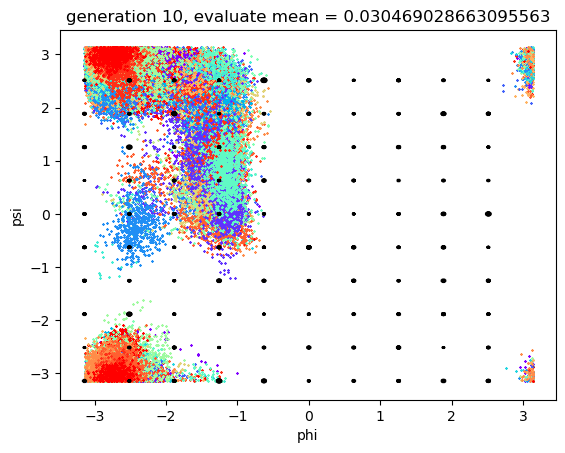 generation 10, evaluate mean = 0.030469028663095563
psi
3
2
1
0
−1
−2
−3
−3 −2 −1 0 1 2 3
phi